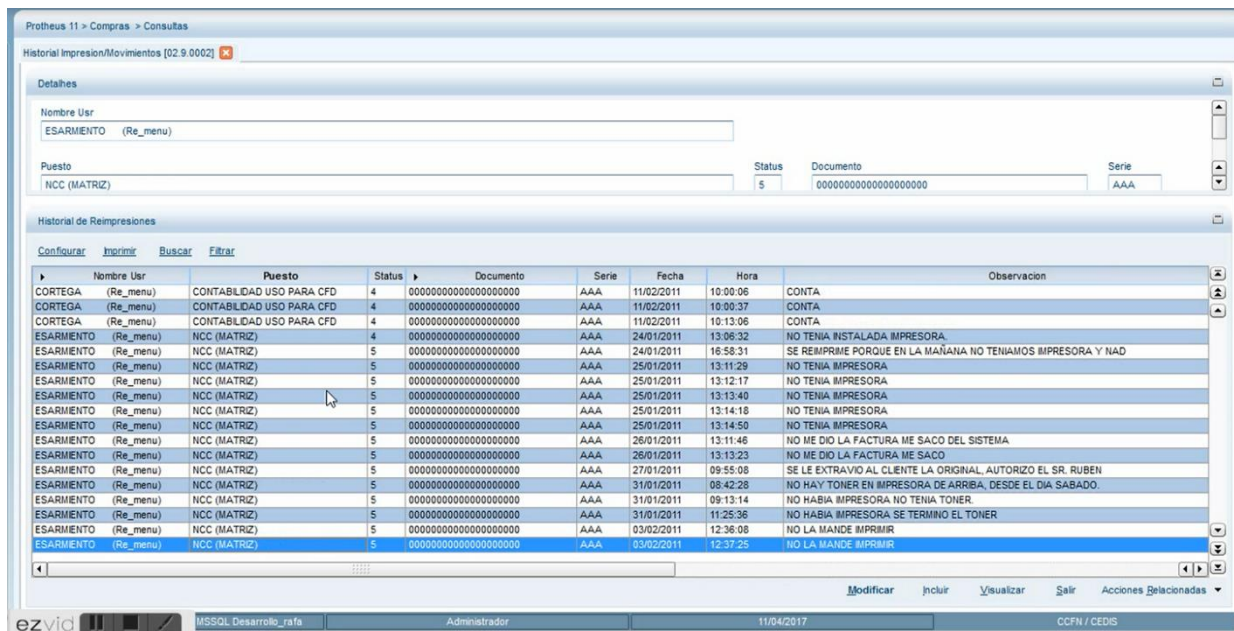 Protheus 11 > Compras > Consultas
Historial Impresion/Movimientos [02.9.0002]
Detalhes
Nombre Usr
ESARMIENTO (Re_menu)
Puesto Status Documento Serie
NCC (MATRIZ) 5 00000000000000000000 AAA
Historial de Reimpresiones
Configurar Imprimir Buscar Filtrar
Nombre Usr Puesto Status Documento Serie Fecha Hora Observacion
CORTEGA (Re_menu) CONTABILIDAD USO PARA CFD 4 00000000000000000000 AAA 11/02/2011 10:00:06 CONTA
CORTEGA (Re_menu) CONTABILIDAD USO PARA CFD 4 00000000000000000000 AAA 11/02/2011 10:00:37 CONTA
CORTEGA (Re_menu) CONTABILIDAD USO PARA CFD 4 00000000000000000000 AAA 11/02/2011 10:13:06 CONTA
ESARMIENTO (Re_menu) NCC (MATRIZ) 4 00000000000000000000 AAA 24/01/2011 13:06:32 NO TENIA INSTALADA IMPRESORA.
ESARMIENTO (Re_menu) NCC (MATRIZ) 5 00000000000000000000 AAA 24/01/2011 16:58:31 SE REIMPRIME PORQUE EN LA MAÑANA NO TENIAMOS IMPRESORA Y NAD
ESARMIENTO (Re_menu) NCC (MATRIZ) 5 00000000000000000000 AAA 25/01/2011 13:11:29 NO TENIA IMPRESORA
ESARMIENTO (Re_menu) NCC (MATRIZ) 5 00000000000000000000 AAA 25/01/2011 13:12:17 NO TENIA IMPRESORA
ESARMIENTO (Re_menu) NCC (MATRIZ) 5 00000000000000000000 AAA 25/01/2011 13:13:40 NO TENIA IMPRESORA
ESARMIENTO (Re_menu) NCC (MATRIZ) 5 00000000000000000000 AAA 25/01/2011 13:14:18 NO TENIA IMPRESORA
ESARMIENTO (Re_menu) NCC (MATRIZ) 5 00000000000000000000 AAA 25/01/2011 13:14:50 NO TENIA IMPRESORA
ESARMIENTO (Re_menu) NCC (MATRIZ) 5 00000000000000000000 AAA 26/01/2011 13:11:46 NO ME DIO LA FACTURA ME SACO DEL SISTEMA
ESARMIENTO (Re_menu) NCC (MATRIZ) 5 00000000000000000000 AAA 26/01/2011 13:13:23 NO ME DIO LA FACTURA ME SACO
ESARMIENTO (Re_menu) NCC (MATRIZ) 5 00000000000000000000 AAA 27/01/2011 09:55:08 SE LE EXTRAVIO AL CLIENTE LA ORIGINAL, AUTORIZO EL SR. RUBEN
ESARMIENTO (Re_menu) NCC (MATRIZ) 5 00000000000000000000 AAA 31/01/2011 08:42:28 NO HAY TONER EN IMPRESORA DE ARRIBA, DESDE EL DIA SABADO.
ESARMIENTO (Re_menu) NCC (MATRIZ) 5 00000000000000000000 AAA 31/01/2011 09:13:14 NO HABIA IMPRESORA NO TENIA TONER.
ESARMIENTO (Re_menu) NCC (MATRIZ) 5 00000000000000000000 AAA 31/01/2011 11:25:36 NO HABIA IMPRESORA SE TERMINO EL TONER
ESARMIENTO (Re_menu) NCC (MATRIZ) 5 00000000000000000000 AAA 03/02/2011 12:36:08 NO LA MANDE IMPRIMIR
ESARMIENTO (Re_menu) NCC (MATRIZ) 5 00000000000000000000 AAA 03/02/2011 12:37:25 NO LA MANDE IMPRIMIR
Modificar Incluir Visualizar Salir Acciones Relacionadas
ezvid MSSQL Desarrollo_rafa Administrador 11/04/2017 CCFN / CEDIS